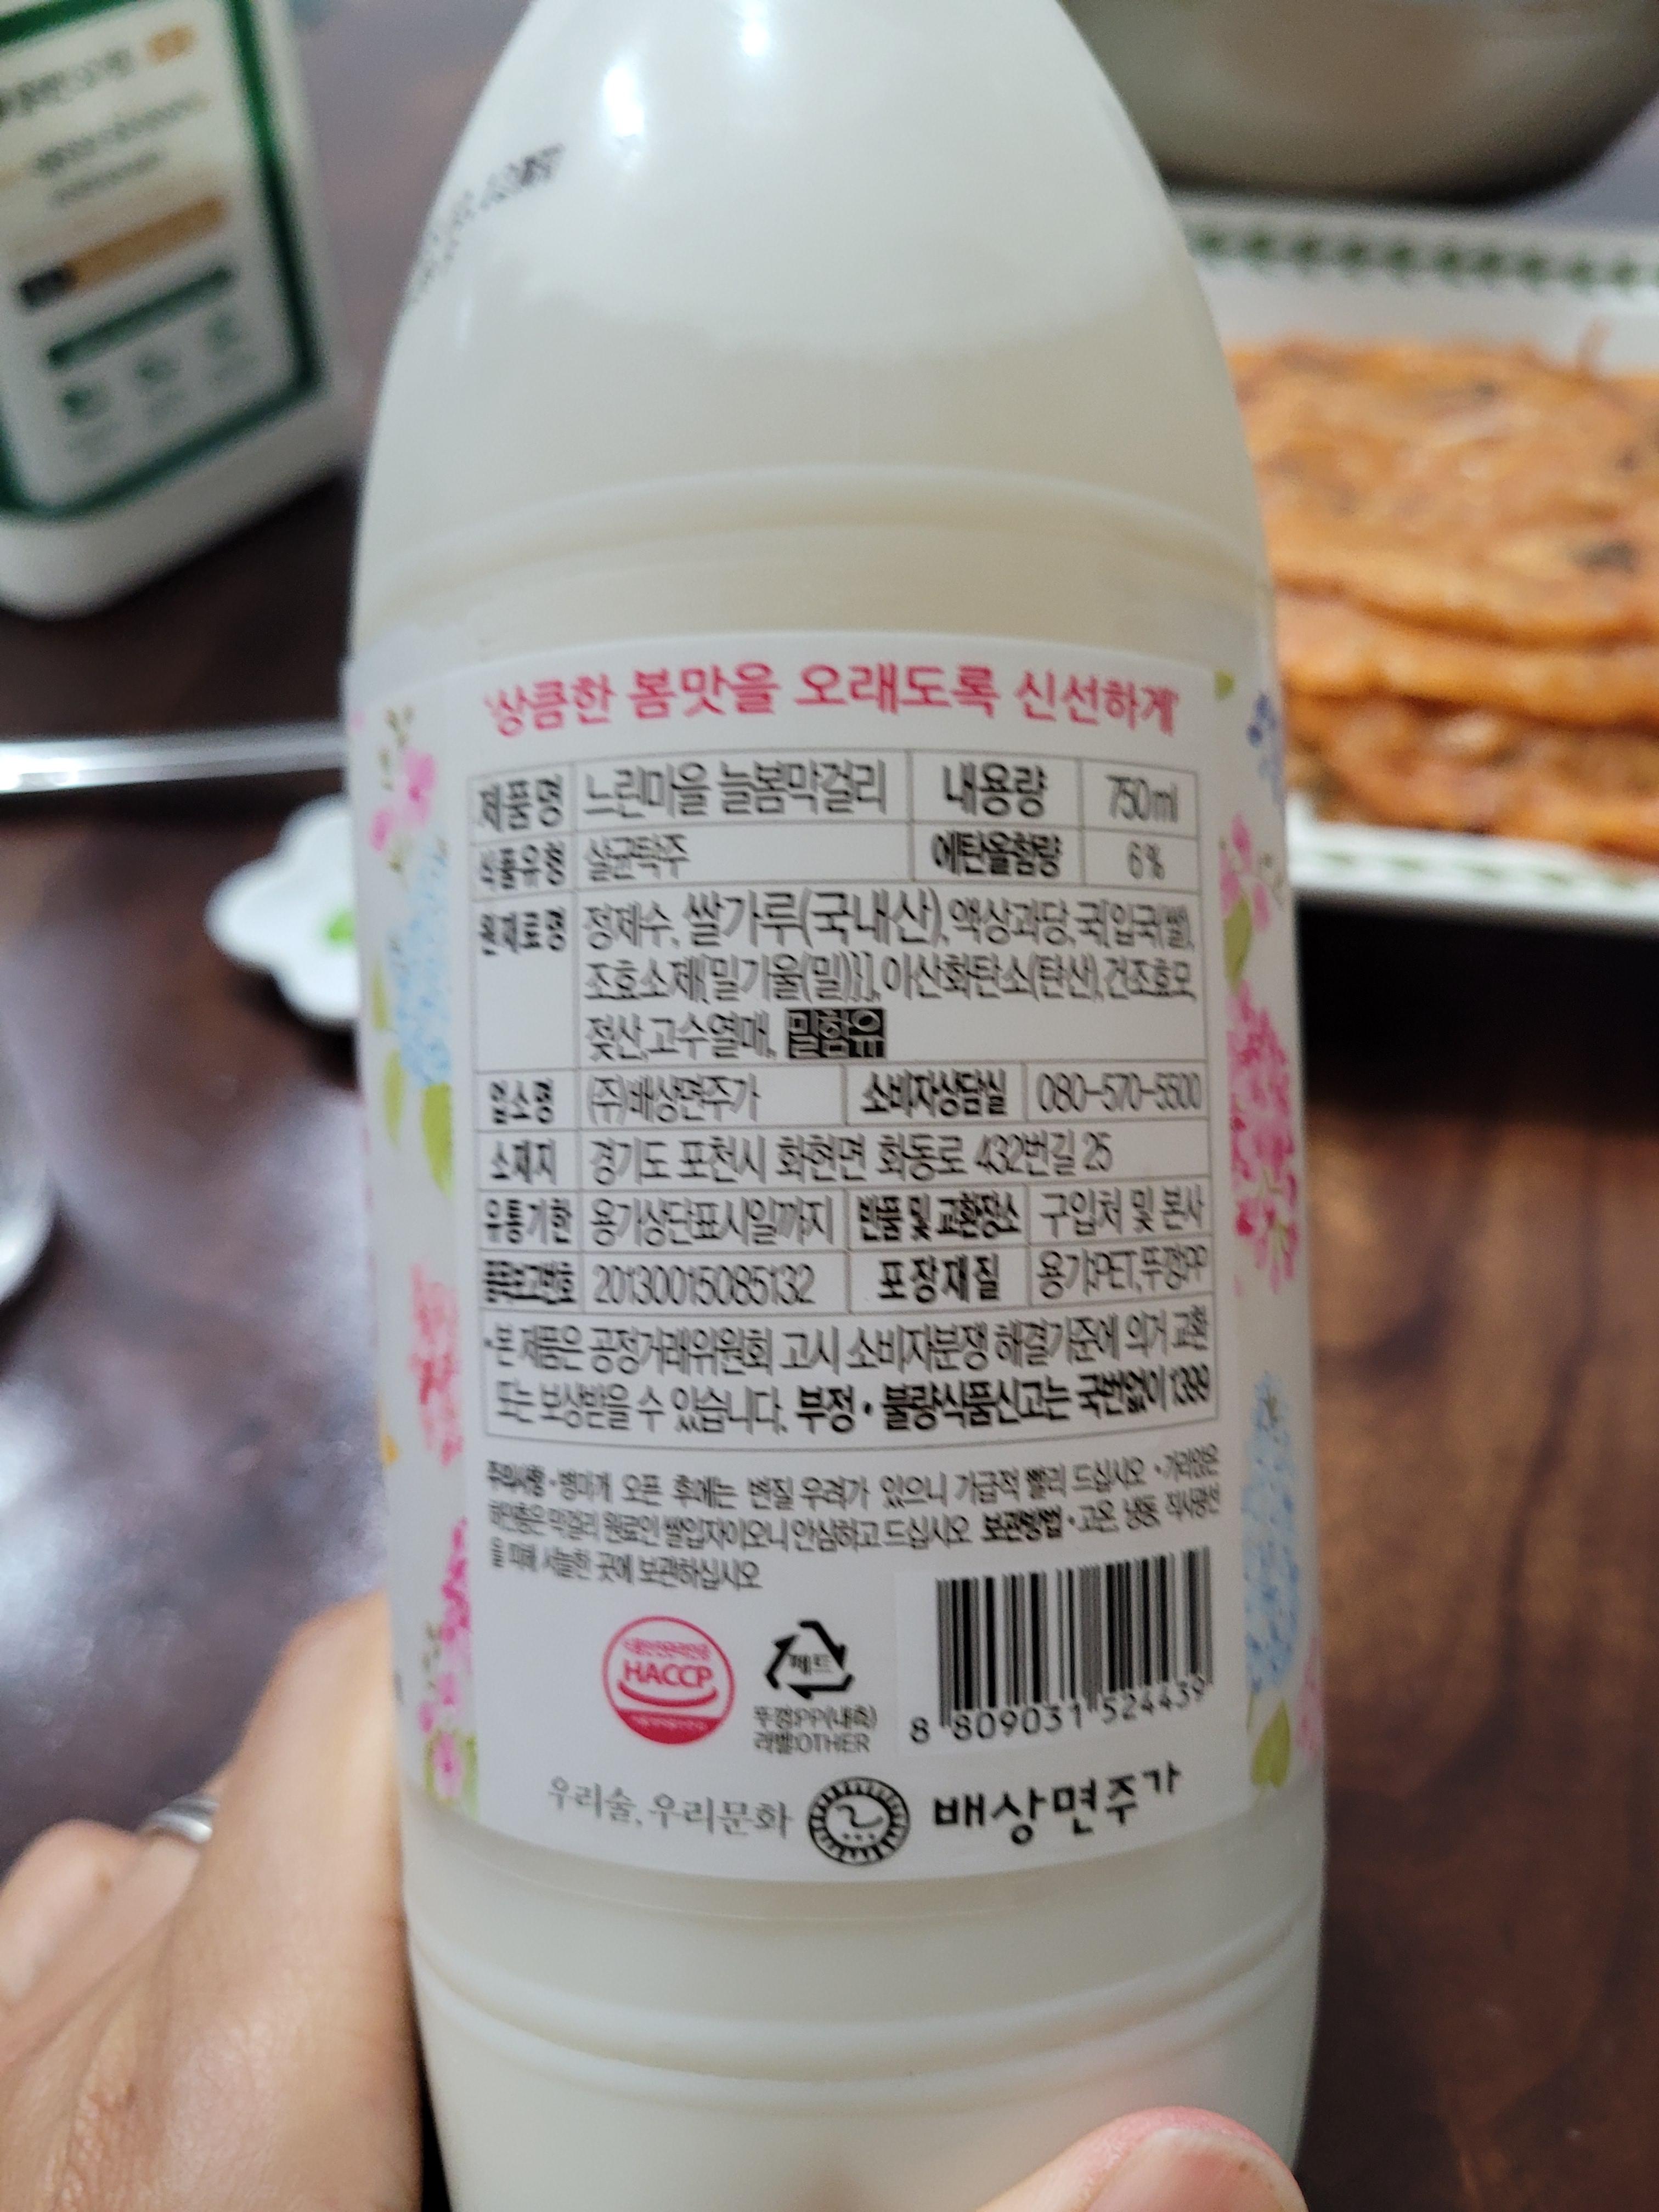 '상큼한 봄맛을 오래도록 신선하게'
제품명 느린마을 늘봄막걸리 내용량 750ml
식품유형 살균탁주 에탄올함량 6%
원재료명 정제수, 쌀가루(국내산), 액상과당, 국{입국(쌀),
조효소제{밀기울(밀)}}, 이산화탄소(탄산), 건조효모,
젖산, 고수열매, 밀함유
업소명 (주)배상면주가 소비자상담실 080-570-5500
소재지 경기도 포천시 화현면 화동로 432번길 25
유통기한 용기상단표시일까지 반품 및 교환장소 구입처 및 본사
품목보고번호 20130015085132 포장재질 용기:PET, 뚜껑:PP
•본 제품은 공정거래위원회 고시 소비자분쟁 해결기준에 의거 교환
또는 보상받을 수 있습니다. 부정•불량식품신고는 국번없이 1399
주의사항 •병마개 오픈 후에는 변질 우려가 있으니 가급적 빨리 드십시오 •가라앉은
하얀층은 막걸리 원료인 쌀입자이오니 안심하고 드십시오 보관방법 •고온, 냉동, 직사광선
을 피해 서늘한 곳에 보관하십시오
HACCP
페트
뚜껑:PP(내측)
라벨:OTHER
8 809031 524439
우리술, 우리문화 배상면주가